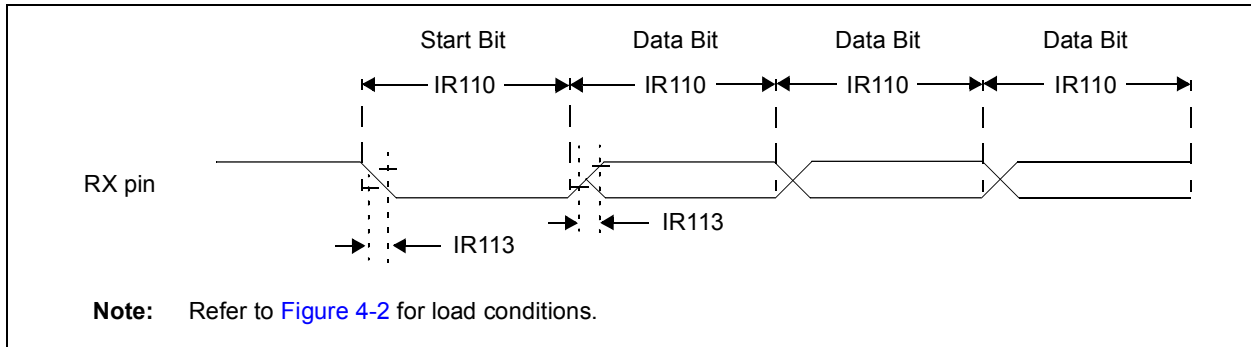 Start Bit Data Bit Data Bit Data Bit
IR110 IR110 IR110 IR110
RX pin
IR113 IR113
Note: Refer to Figure 4-2 for load conditions.